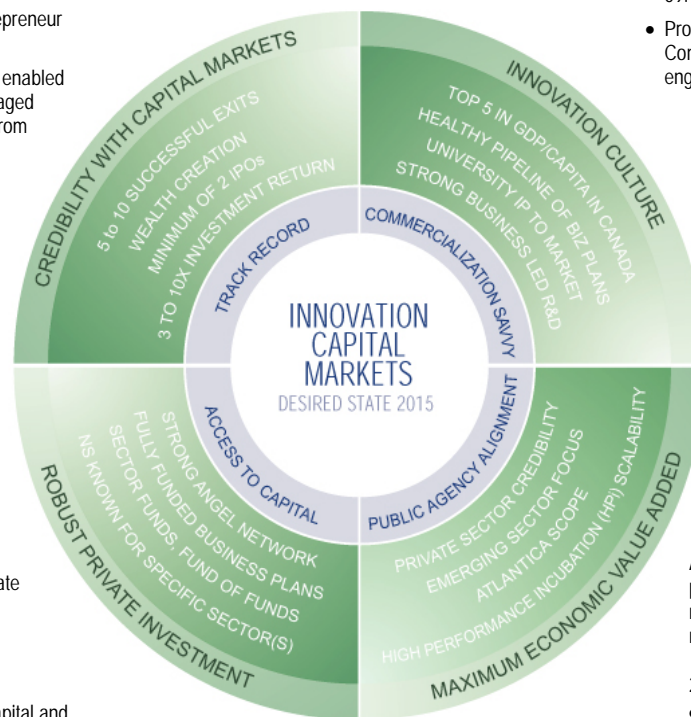 epreneur
enabled
aged
rom
• Pro
Cor
eng
CREDIBILITY WITH CAPITAL MARKETS
5 to 10 SUCCESSFUL EXITS
WEALTH CREATION
MINIMUM OF 2 IPOs
3 TO 10X INVESTMENT RETURN
TRACK RECORD
INNOVATION CULTURE
TOP 5 IN GDP/CAPITA IN CANADA
HEALTHY PIPELINE OF BIZ PLANS
UNIVERSITY IP TO MARKET
STRONG BUSINESS LED R&D
COMMERCIALIZATION SAVVY
INNOVATION
CAPITAL
MARKETS
DESIRED STATE 2015
ACCESS TO CAPITAL
STRONG ANGEL NETWORK
FULLY FUNDED BUSINESS PLANS
SECTOR FUNDS, FUND OF FUNDS
NS KNOWN FOR SPECIFIC SECTOR(S)
ROBUST PRIVATE INVESTMENT
PUBLIC AGENCY ALIGNMENT
PRIVATE SECTOR CREDIBILITY
EMERGING SECTOR FOCUS
ATLANTICA SCOPE
HIGH PERFORMANCE INCUBATION (HPI) SCALABILITY
MAXIMUM ECONOMIC VALUE ADDED
ate
apital and